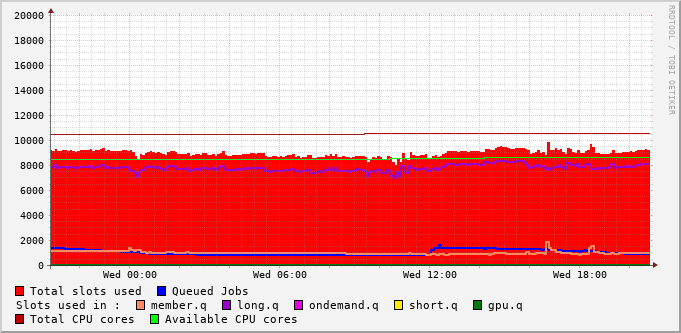 20000
18000
16000
14000
12000
10000
8000
6000
4000
2000
0
Wed 00:00 Wed 06:00 Wed 12:00 Wed 18:00
RRDTOOL / TOBI OETIKER
Total slots used Queued Jobs
Slots used in : member.q long.q ondemand.q short.q gpu.q
Total CPU cores Available CPU cores